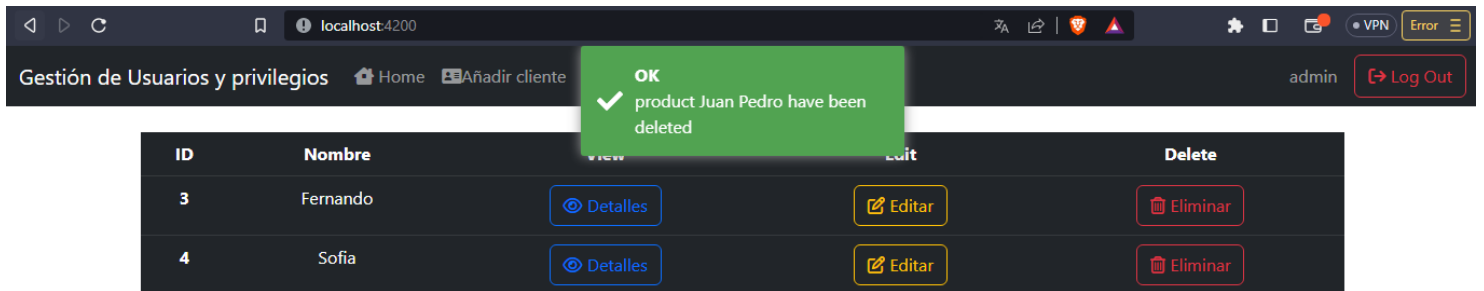 localhost:4200
VPN
Error
Gestión de Usuarios y privilegios Home Añadir cliente admin Log Out
OK
product Juan Pedro have been
deleted
ID Nombre View Edit Delete
3 Fernando Detalles Editar Eliminar
4 Sofia Detalles Editar Eliminar